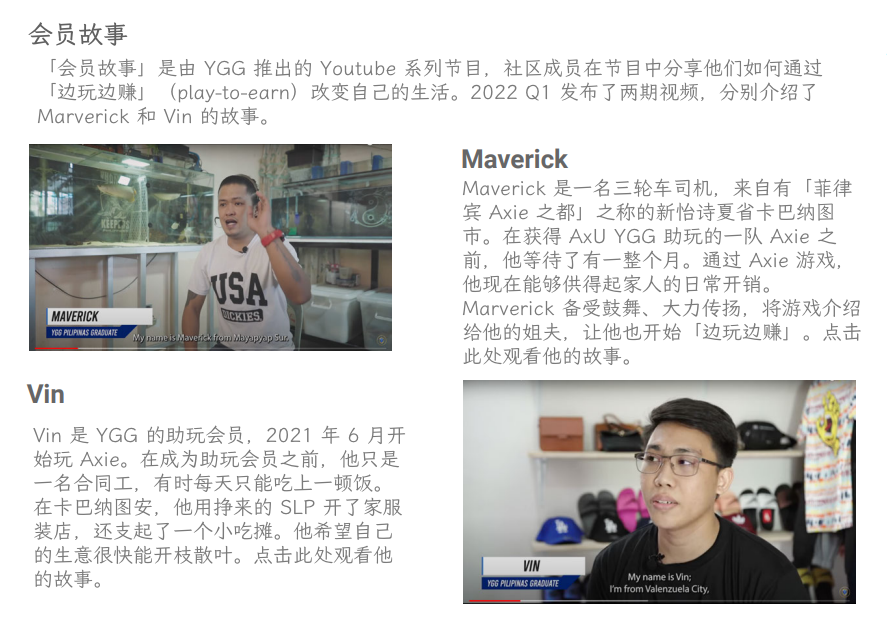 会员故事
「会员故事」是由 YGG 推出的 Youtube 系列节目，社区成员在节目中分享他们如何通过
「边玩边赚」（play-to-earn）改变自己的生活。2022 Q1 发布了两期视频，分别介绍了
Marverick 和 Vin 的故事。
USA
DICKIES.
MAVERICK
YGG PILIPINAS GRADUATE
My name is Maverick from Mayapyap Sur.
Maverick
Maverick 是一名三轮车司机，来自有「菲律
宾 Axie 之都」之称的新怡诗夏省卡巴纳图
市。在获得 AxU YGG 助玩的一队 Axie 之
前，他等待了有一整个月。通过 Axie 游戏，
他现在能够供得起家人的日常开销。
Marverick 备受鼓舞、大力传扬，将游戏介绍
给他的姐夫，让他也开始「边玩边赚」。点击
此处观看他的故事。
Vin
Vin 是 YGG 的助玩会员，2021 年 6 月开
始玩 Axie。在成为助玩会员之前，他只是
一名合同工，有时每天只能吃上一顿饭。
在卡巴纳图安，他用挣来的 SLP 开了家服
装店，还支起了一个小吃摊。他希望自己
的生意很快能开枝散叶。点击此处观看他
的故事。
VIN
YGG PILIPINAS GRADUATE
My name is Vin;
I'm from Valenzuela City,